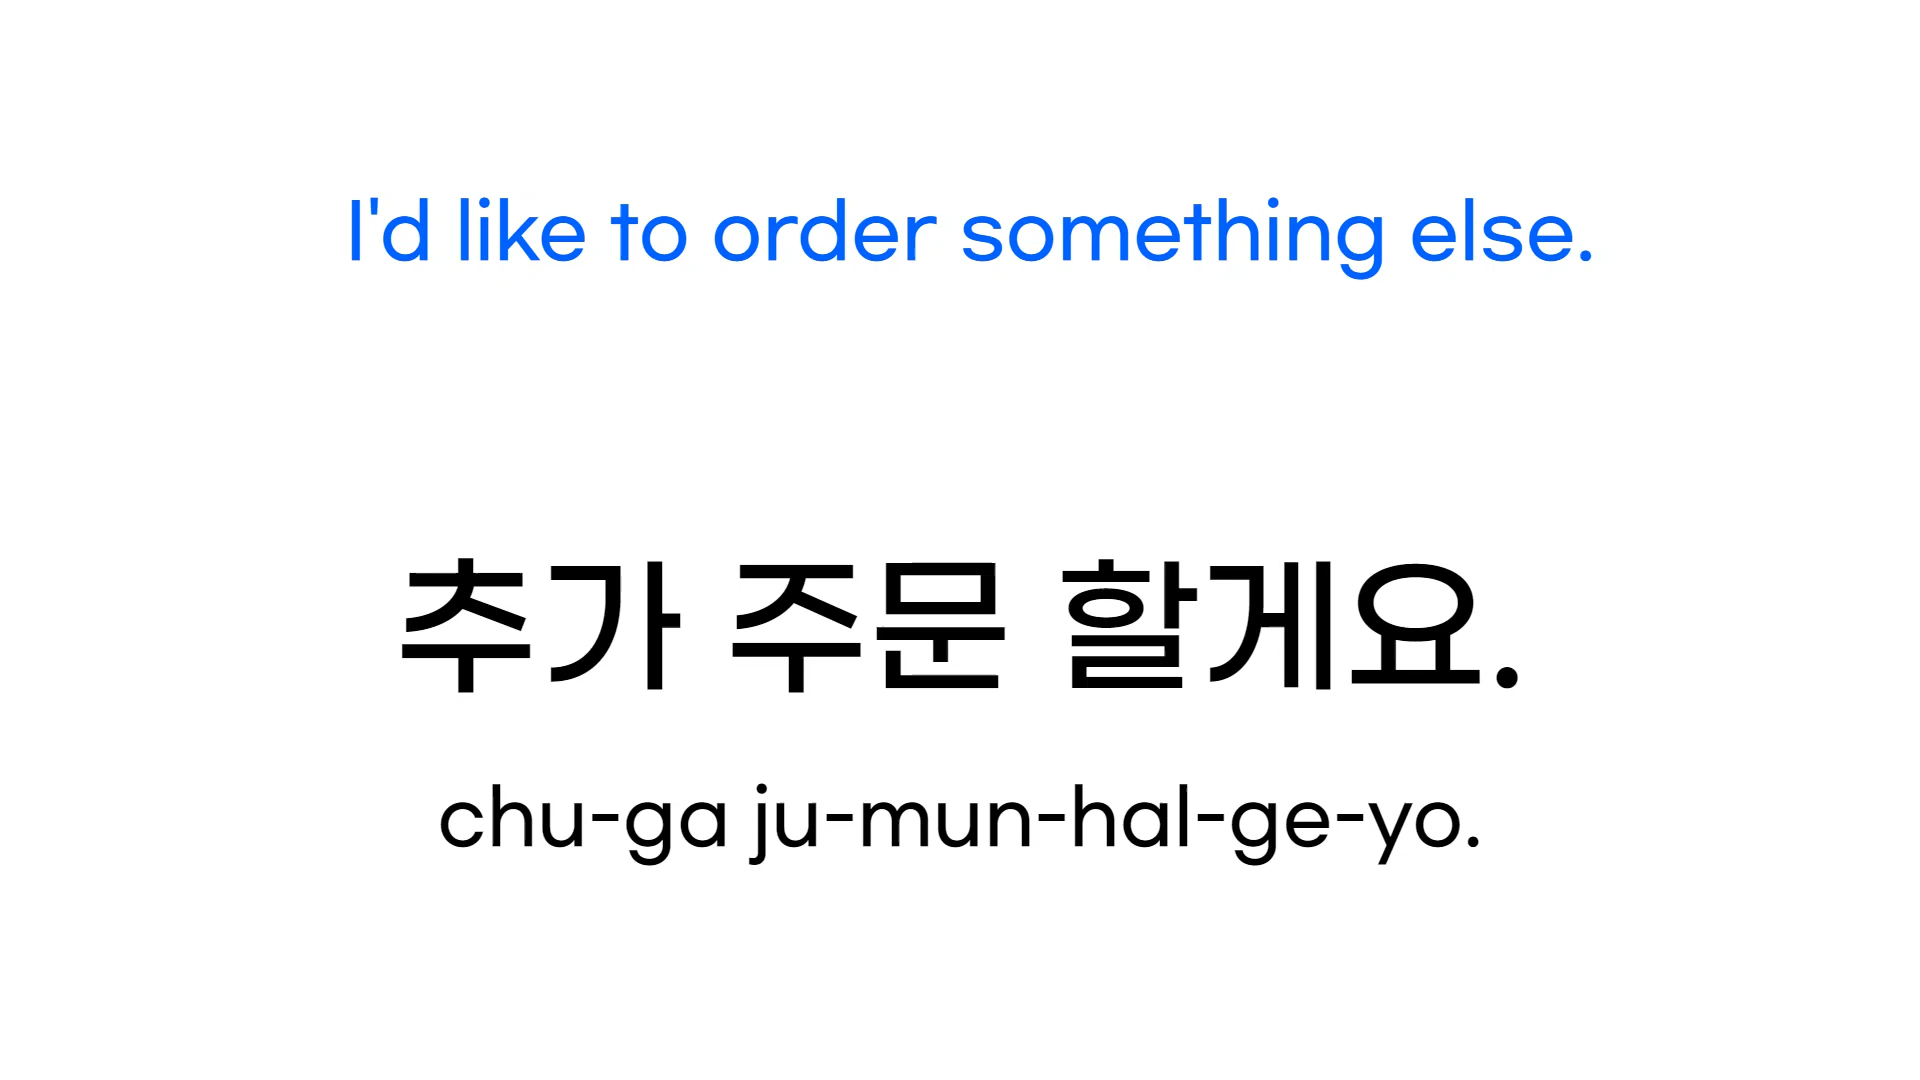 I'd like to order something else.
추가 주문 할게요.
chu-ga ju-mun-hal-ge-yo.